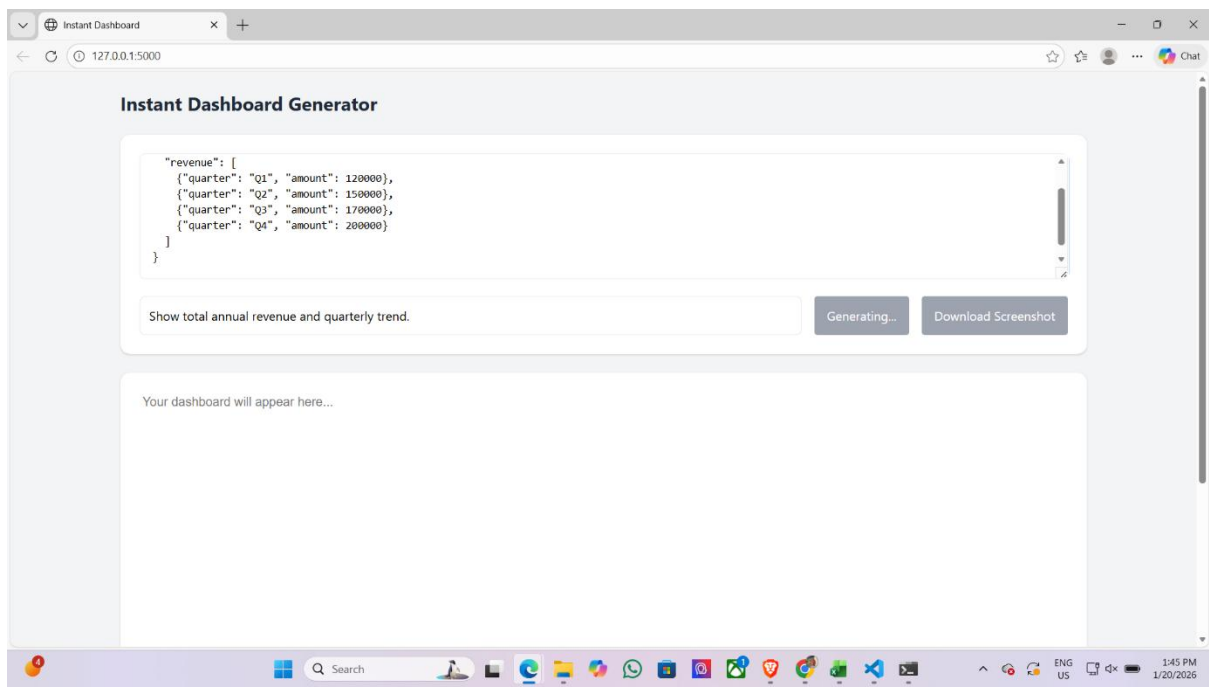 Instant Dashboard
127.0.0.1:5000
Chat
Instant Dashboard Generator
"revenue": [
{"quarter": "Q1", "amount": 120000},
{"quarter": "Q2", "amount": 150000},
{"quarter": "Q3", "amount": 170000},
{"quarter": "Q4", "amount": 200000}
]
}
Show total annual revenue and quarterly trend.
Generating...
Download Screenshot
Your dashboard will appear here...
4
Search
ENG
US
1:45 PM
1/20/2026